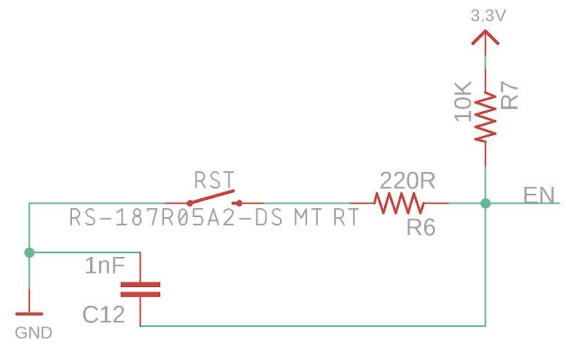 3.3V
10K
R7
RST
220R
EN
RS-187R05A2-DS MT RT
R6
1nF
C12
GND